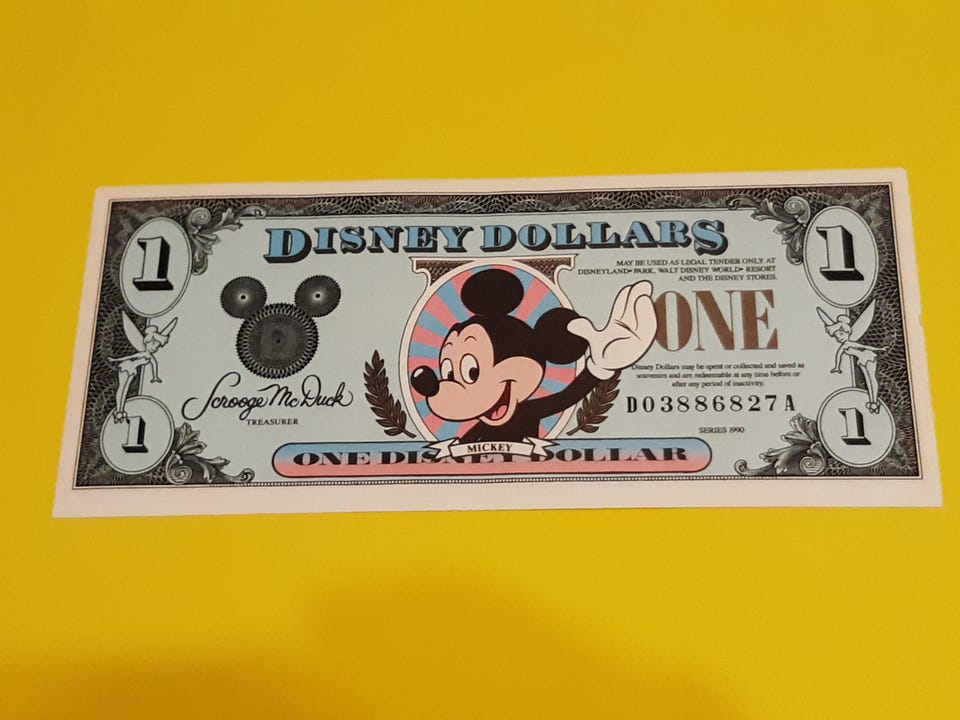 DISNEY DOLLARS
1
1
MAY BE USED AS LEGAL TENDER ONLY AT
DISNEYLAND® PARK, WALT DISNEY WORLD® RESORT
AND THE DISNEY STORES.
D
ONE
Disney Dollars may be spent or collected and saved as
souvenirs and are redeemable at any time before or
after any period of inactivity.
Scrooge McDuck
TREASURER
D03886827A
SERIES 1990
1
1
MICKEY
ONE DISNEY DOLLAR